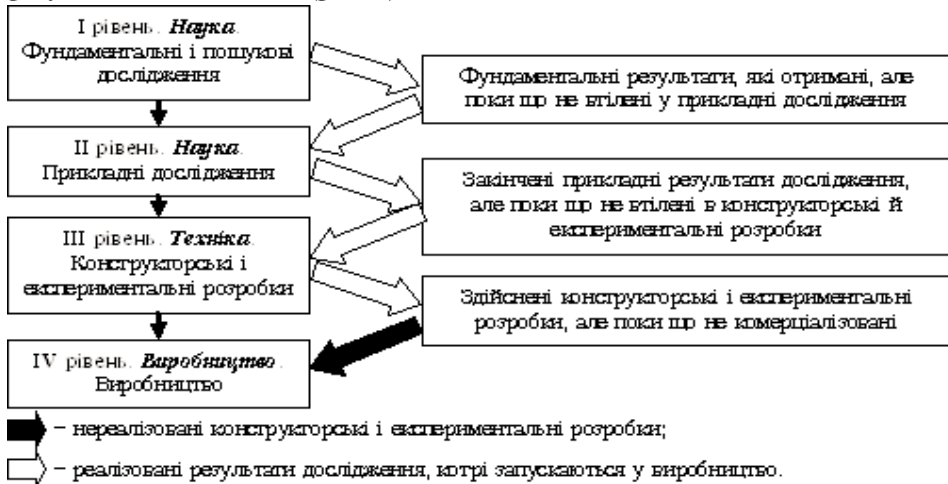 І рівень. Наука.
Фундаментальні і пошукові
дослідження
Фундаментальні результати, які отримані, але
поки що не втілені у прикладні дослідження
ІІ рівень. Наука.
Прикладні дослідження
Закінчені прикладні результати дослідження,
але поки що не втілені в конструкторські й
експериментальні розробки
ІІІ рівень. Техніка.
Конструкторські і
експериментальні розробки
Здійснені конструкторські і експериментальні
розробки, але поки що не комерціалізовані
IV рівень. Виробництво.
Виробництво
– нереалізовані конструкторські і експериментальні розробки;
– реалізовані результати дослідження, котрі запускаються у виробництво.